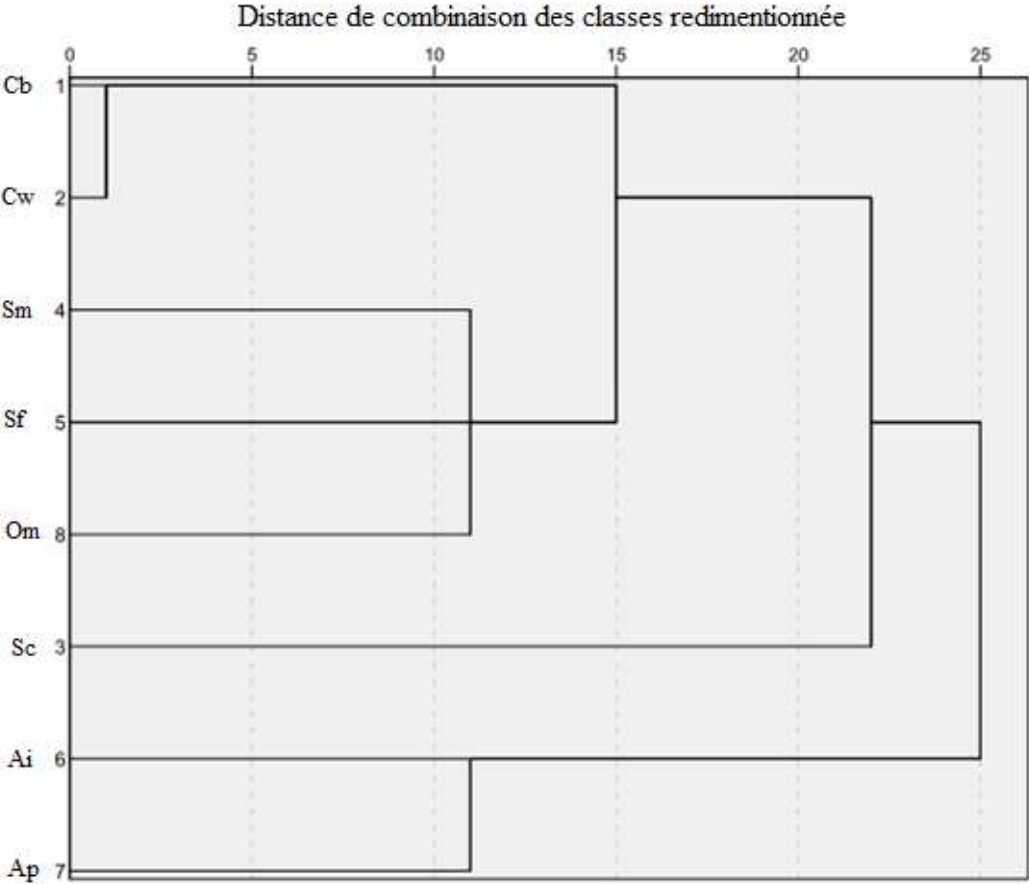 Distance de combinaison des classes redimentionnée
0 5 10 15 20 25
Cb 1
Cw 2
Sm 4
Sf 5
Om 8
Sc 3
Ai 6
Ap 7